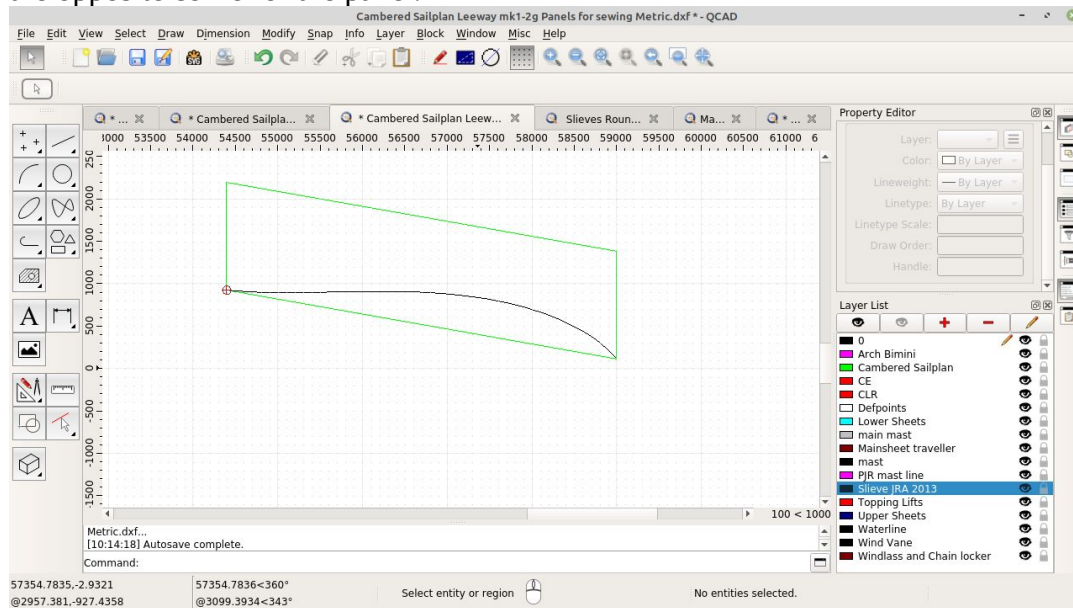 Cambered Sailplan Leeway mk1-2g Panels for sewing Metric.dxf * - QCAD
File Edit View Select Draw Dimension Modify Snap Info Layer Block Window Misc Help
* ... * Cambered Sailpla... * Cambered Sailplan Leew... Slieves Roun... Ma... * ...
Property Editor
1000 53500 54000 54500 55000 55500 56000 56500 57000 57500 58000 58500 59000 59500 60000 60500 61000 6
250
2000
1500
1000
500
0
-500
-1000
-1500
A
Layer:
Color: By Layer
Lineweight: By Layer
Linetype: By Layer
Linetype Scale:
Draw Order:
Handle:
Layer List
0
Arch Bimini
Cambered Sailplan
CE
CLR
Defpoints
Lower Sheets
main mast
Mainsheet traveller
mast
PJR mast line
Slieve JRA 2013
Topping Lifts
Upper Sheets
Waterline
Wind Vane
Windlass and Chain locker
100 < 1000
Metric.dxf...
[10:14:18] Autosave complete.
Command:
57354.7835,-2.9321 57354.7836<360°
@2957.381,-927.4358 @3099.3934<343°
Select entity or region
No entities selected.